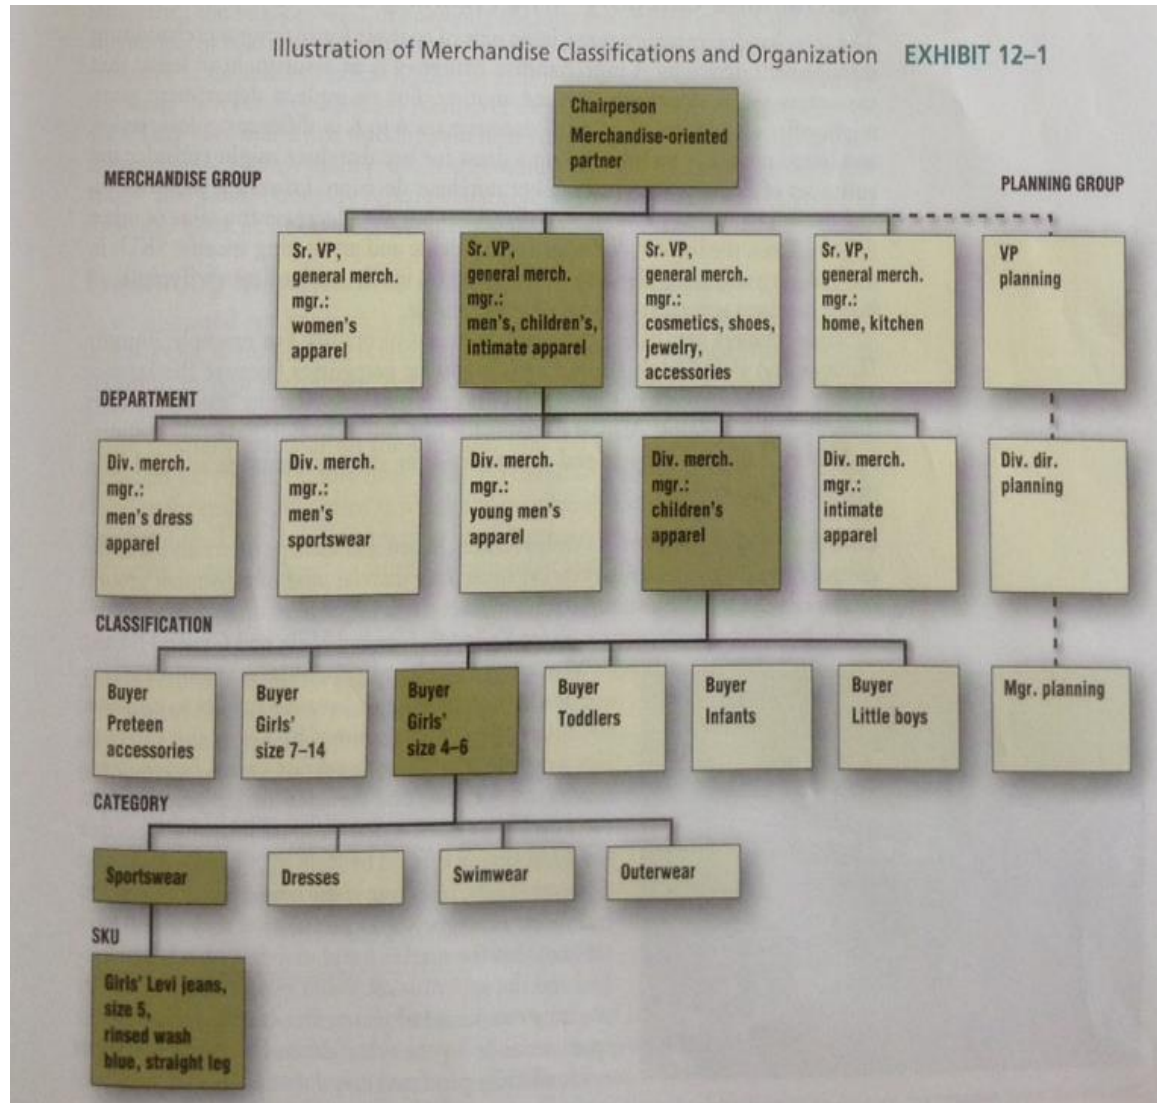 Illustration of Merchandise Classifications and Organization EXHIBIT 12–1
Chairperson
Merchandise-oriented
partner
MERCHANDISE GROUP
PLANNING GROUP
Sr. VP,
general merch.
mgr.:
women's
apparel
Sr. VP,
general merch.
mgr.:
men's, children's,
intimate apparel
Sr. VP,
general merch.
mgr.:
cosmetics, shoes,
jewelry,
accessories
Sr. VP,
general merch.
mgr.:
home, kitchen
VP
planning
DEPARTMENT
Div. merch.
mgr.:
men's dress
apparel
Div. merch.
mgr.:
men's
sportswear
Div. merch.
mgr.:
young men's
apparel
Div. merch.
mgr.:
children's
apparel
Div. merch.
mgr.:
intimate
apparel
Div. dir.
planning
CLASSIFICATION
Buyer
Preteen
accessories
Buyer
Girls'
size 7–14
Buyer
Girls'
size 4–6
Buyer
Toddlers
Buyer
Infants
Buyer
Little boys
Mgr. planning
CATEGORY
Sportswear
Dresses
Swimwear
Outerwear
SKU
Girls' Levi jeans,
size 5,
rinsed wash
blue, straight leg